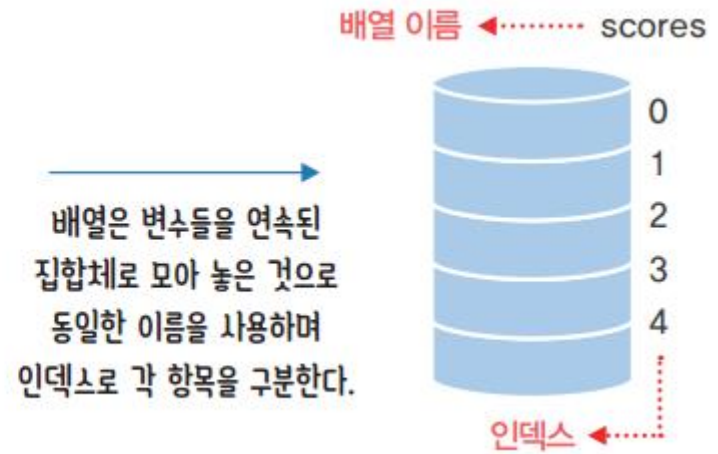 배열 이름 scores
0
1
2
3
4
배열은 변수들을 연속된
집합체로 모아 놓은 것으로
동일한 이름을 사용하며
인덱스로 각 항목을 구분한다.
인덱스